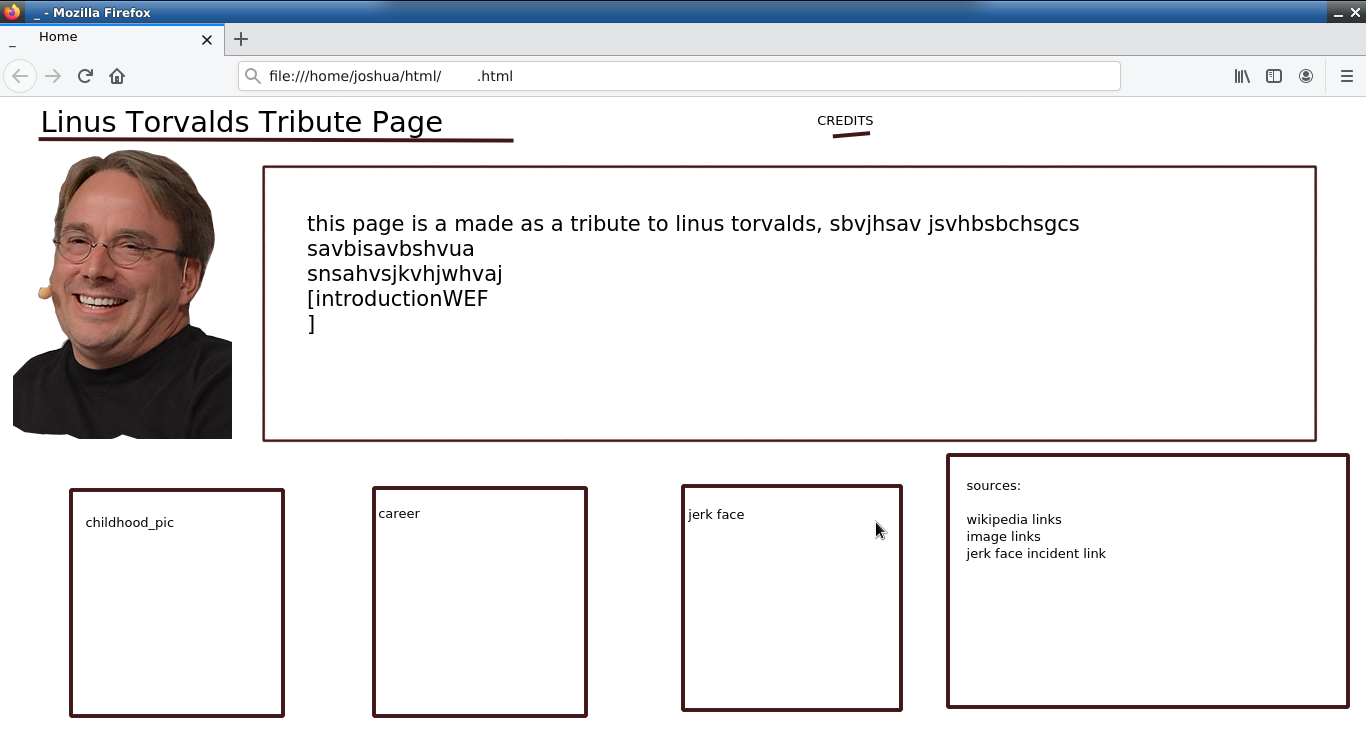 _ - Mozilla Firefox
_ Home
file:///home/joshua/html/ .html
Linus Torvalds Tribute Page
CREDITS
this page is a made as a tribute to linus torvalds, sbvjhsav jsvhbsbchsgcs
savbisavbshvua
snsahvsjkvhjwhvaj
[introductionWEF
]
childhood_pic
career
jerk face
sources:
wikipedia links
image links
jerk face incident link